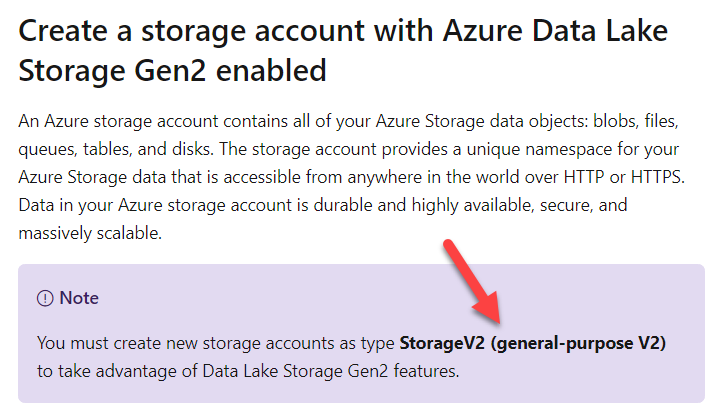 Create a storage account with Azure Data Lake
Storage Gen2 enabled
An Azure storage account contains all of your Azure Storage data objects: blobs, files,
queues, tables, and disks. The storage account provides a unique namespace for your
Azure Storage data that is accessible from anywhere in the world over HTTP or HTTPS.
Data in your Azure storage account is durable and highly available, secure, and
massively scalable.
Note
You must create new storage accounts as type StorageV2 (general-purpose V2)
to take advantage of Data Lake Storage Gen2 features.